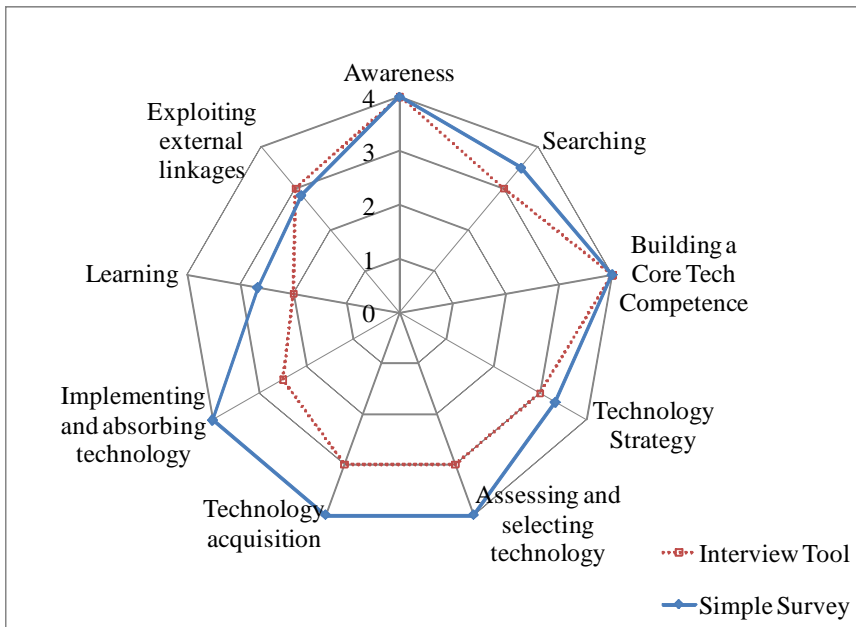 Awareness
Searching
Building a
Core Tech
Competence
Technology
Strategy
Assessing and
selecting
technology
Technology
acquisition
Implementing
and absorbing
technology
Learning
Exploiting
external
linkages
4
3
2
1
0
Interview Tool
Simple Survey